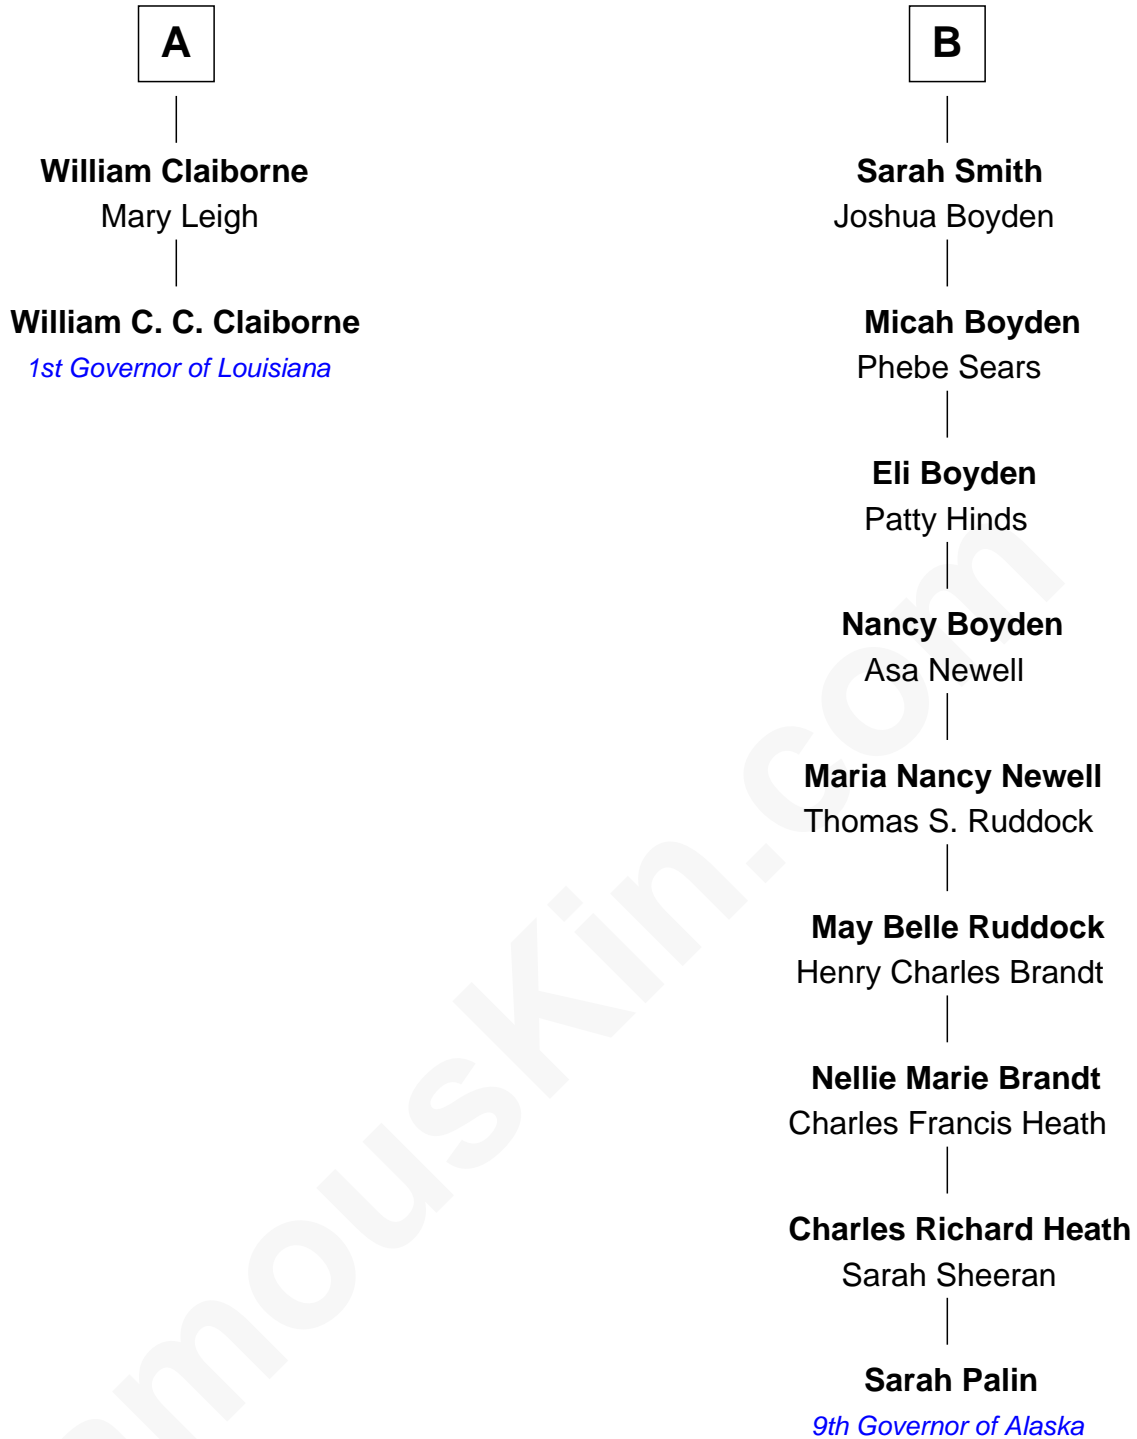 A
William Claiborne
Mary Leigh
William C. C. Claiborne
1st Governor of Louisiana
B
Sarah Smith
Joshua Boyden
Micah Boyden
Phebe Sears
Eli Boyden
Patty Hinds
Nancy Boyden
Asa Newell
Maria Nancy Newell
Thomas S. Ruddock
May Belle Ruddock
Henry Charles Brandt
Nellie Marie Brandt
Charles Francis Heath
Charles Richard Heath
Sarah Sheeran
Sarah Palin
9th Governor of Alaska
amouskin.com